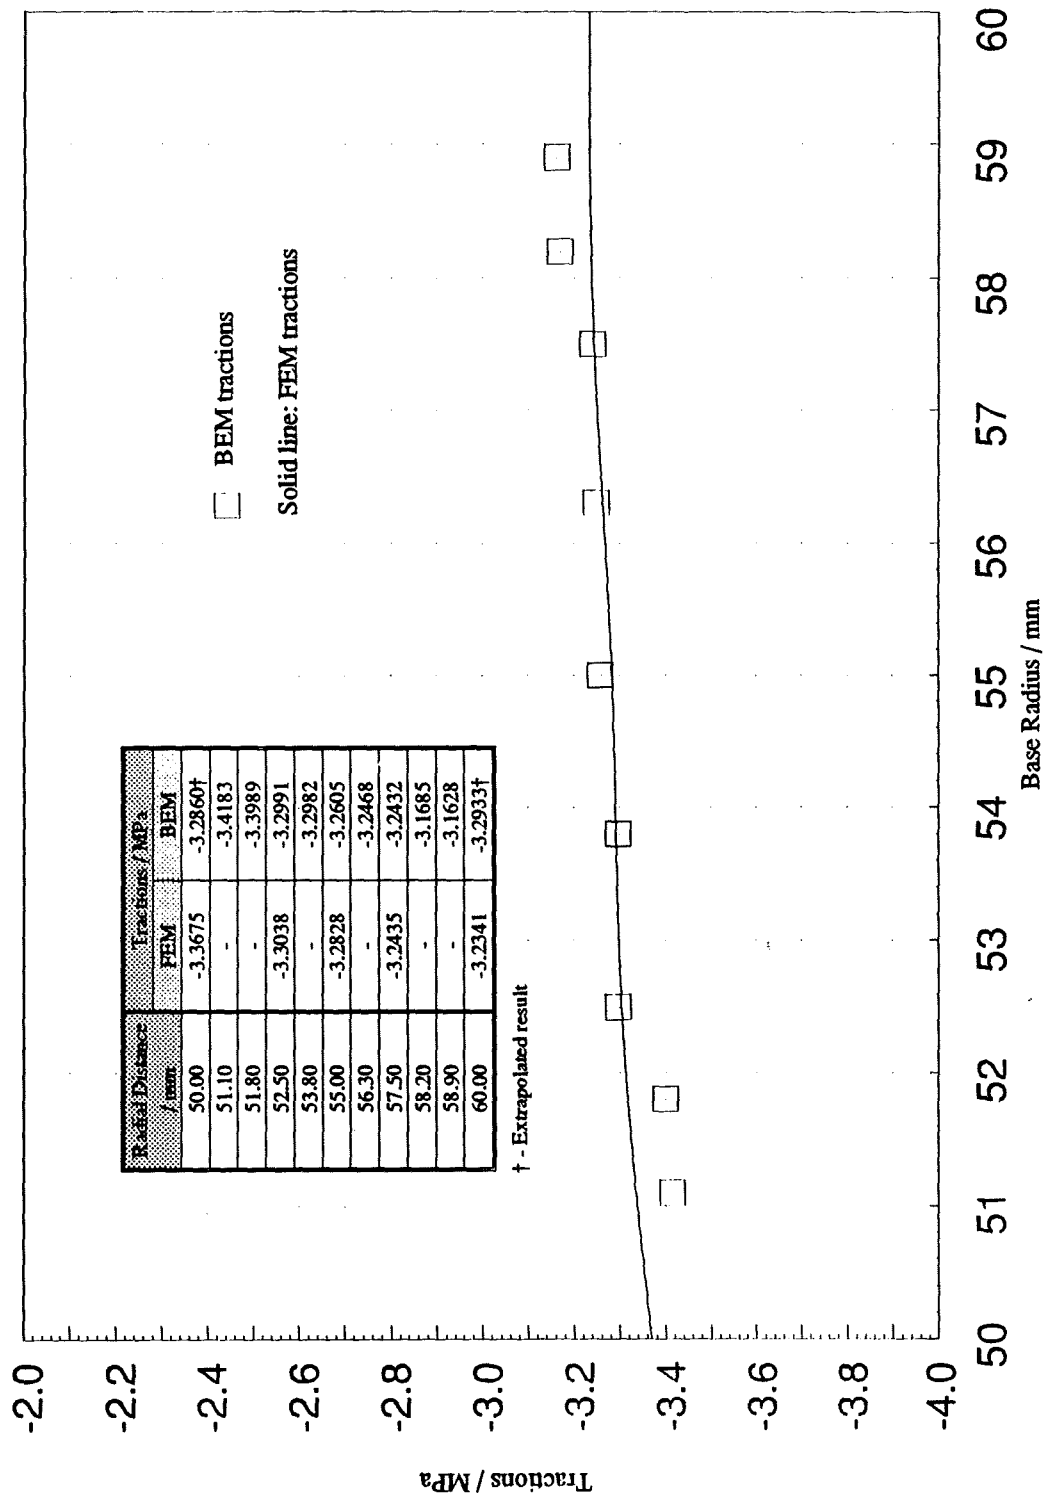 -2.0
-2.2
-2.4
-2.6
-2.8
-3.0
-3.2
-3.4
-3.6
-3.8
-4.0
Tractions / MPa
Radial Distance / mm Tractions / MPa
FEM BEM
50.00 -3.3675 -3.2860†
51.10 - -3.4183
51.80 - -3.3989
52.50 -3.3038 -3.2991
53.80 - -3.2982
55.00 -3.2828 -3.2605
56.30 - -3.2468
57.50 -3.2435 -3.2432
58.20 - -3.1685
58.90 - -3.1628
60.00 -3.2341 -3.2933†
† - Extrapolated result
BEM tractions
Solid line: FEM tractions
50 51 52 53 54 55 56 57 58 59 60
Base Radius / mm